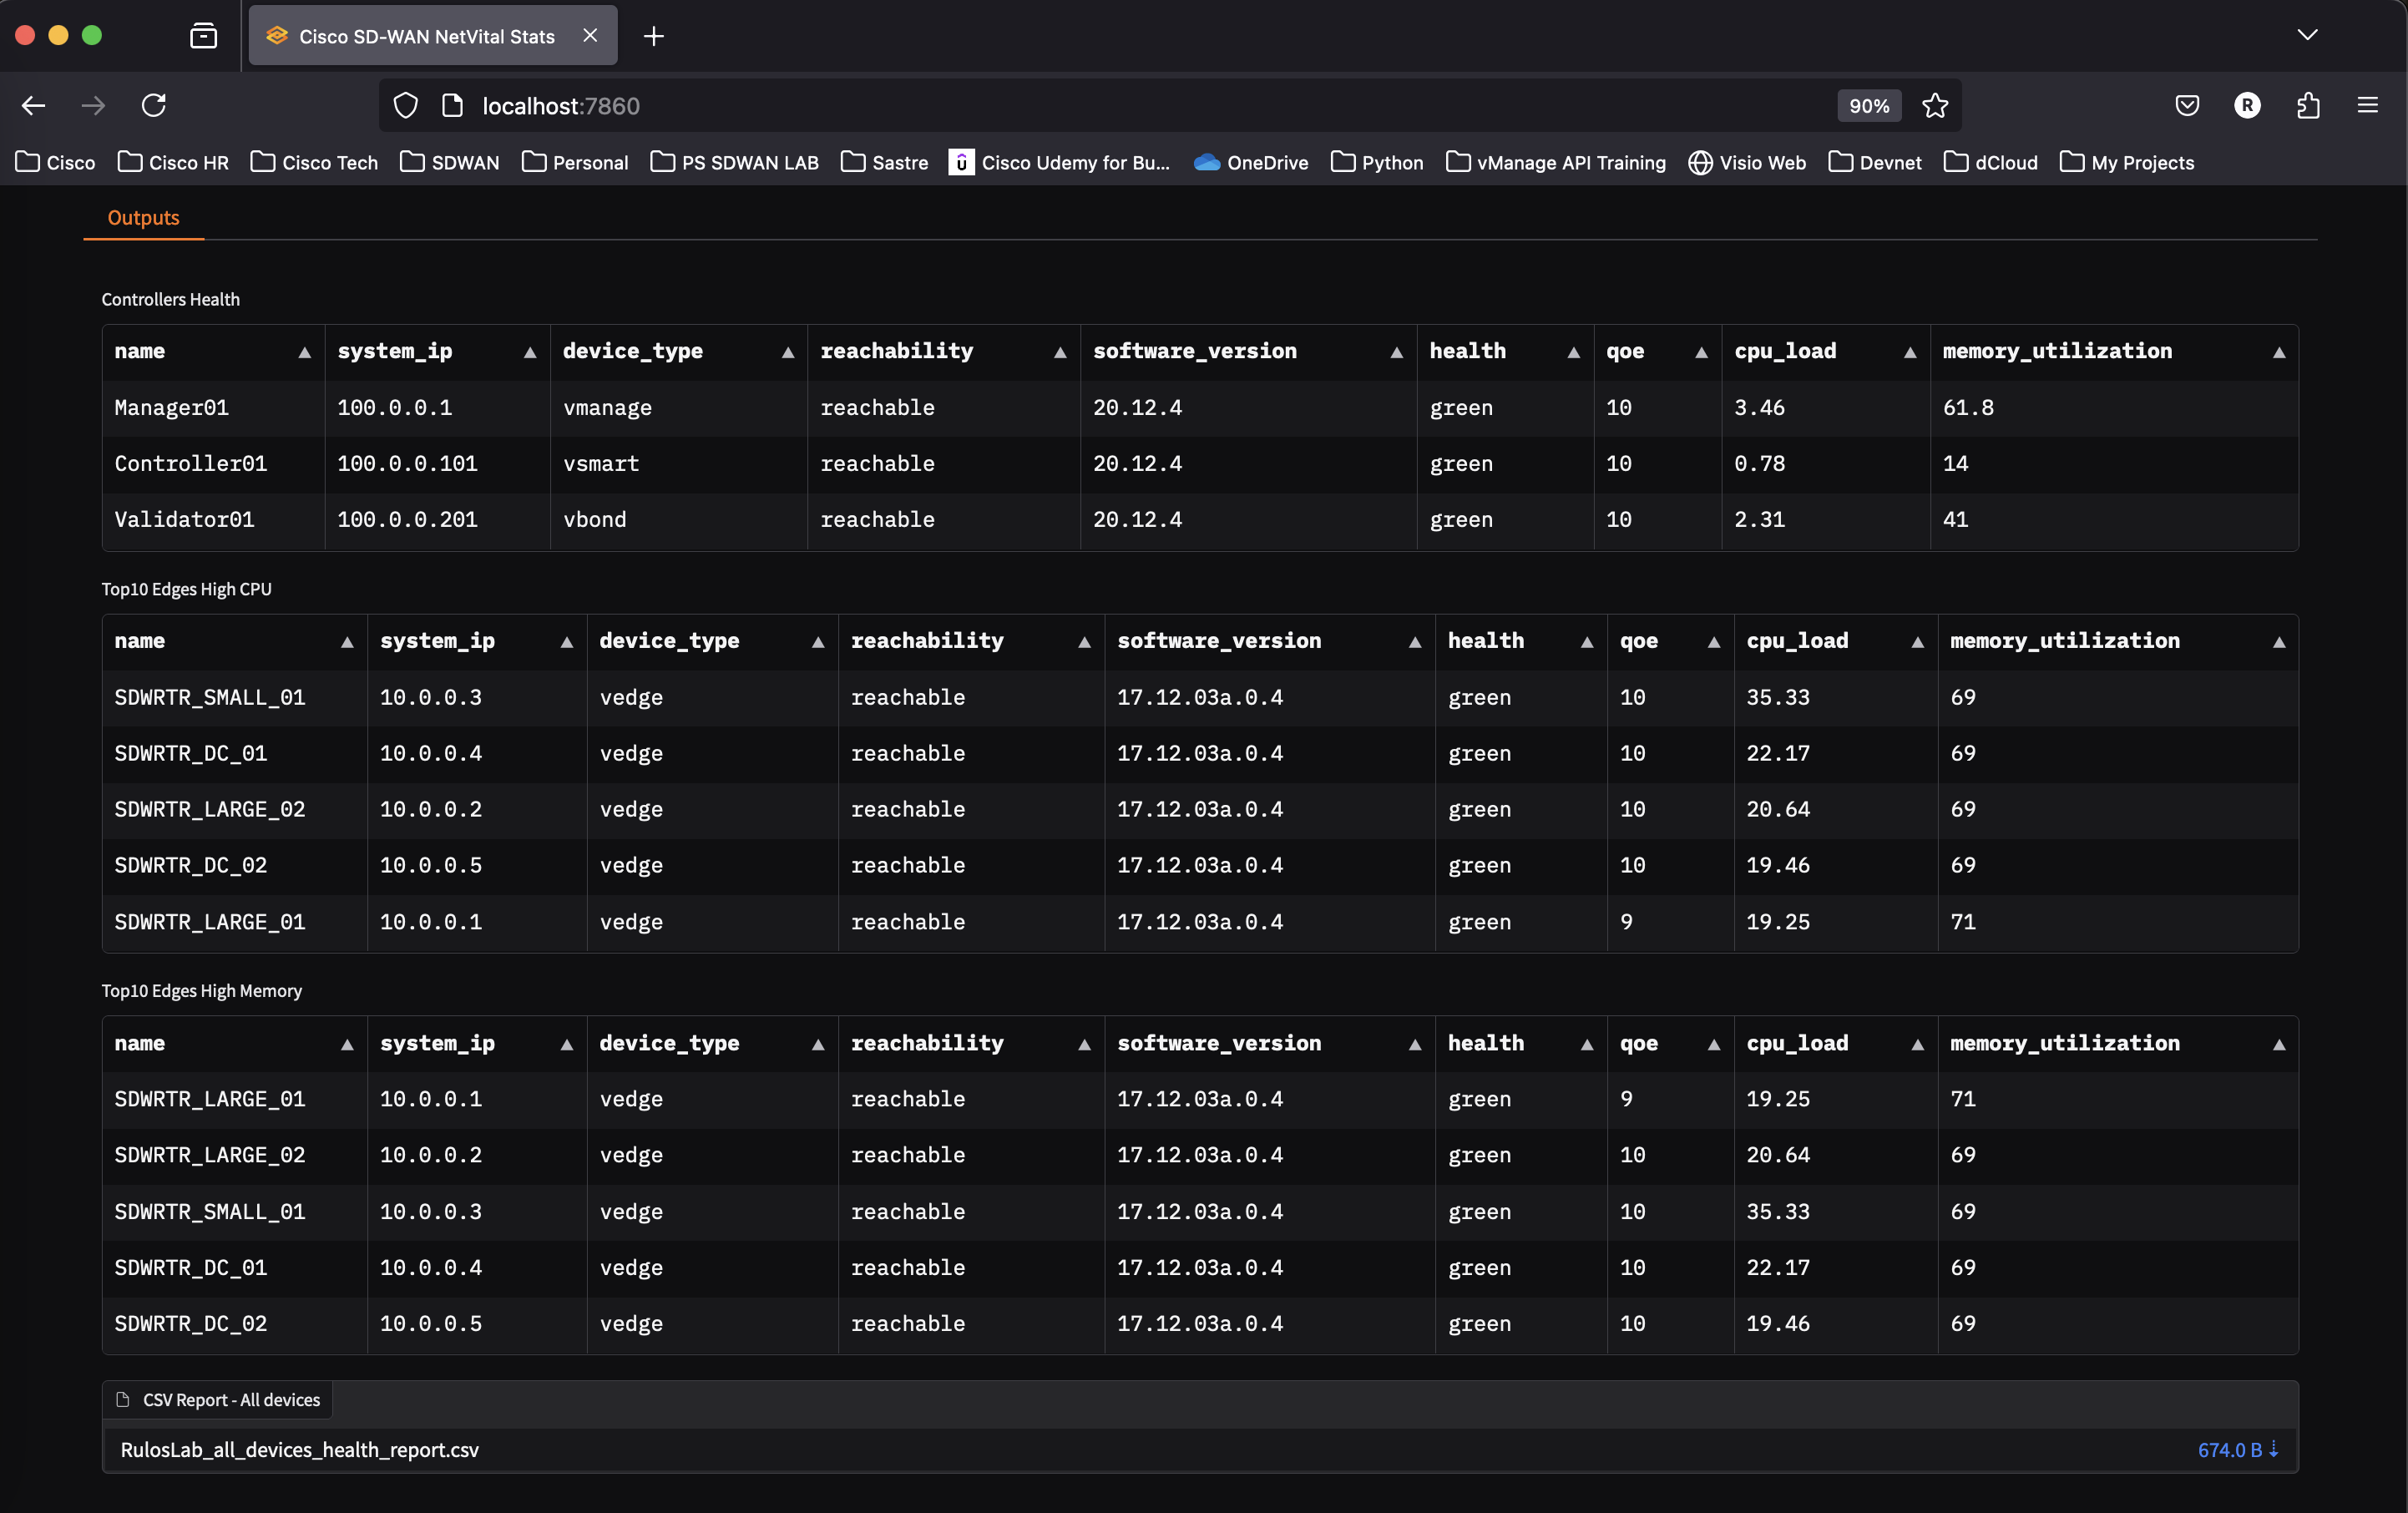 Cisco SD-WAN NetVital Stats
localhost:7860 90% R
Cisco Cisco HR Cisco Tech SDWAN Personal PS SDWAN LAB Sastre Cisco Udemy for Bu... OneDrive Python vManage API Training Visio Web Devnet dCloud My Projects
Outputs
Controllers Health
name system_ip device_type reachability software_version health qoe cpu_load memory_utilization
Manager01 100.0.0.1 vmanage reachable 20.12.4 green 10 3.46 61.8
Controller01 100.0.0.101 vsmart reachable 20.12.4 green 10 0.78 14
Validator01 100.0.0.201 vbond reachable 20.12.4 green 10 2.31 41
Top10 Edges High CPU
name system_ip device_type reachability software_version health qoe cpu_load memory_utilization
SDWRTR_SMALL_01 10.0.0.3 vedge reachable 17.12.03a.0.4 green 10 35.33 69
SDWRTR_DC_01 10.0.0.4 vedge reachable 17.12.03a.0.4 green 10 22.17 69
SDWRTR_LARGE_02 10.0.0.2 vedge reachable 17.12.03a.0.4 green 10 20.64 69
SDWRTR_DC_02 10.0.0.5 vedge reachable 17.12.03a.0.4 green 10 19.46 69
SDWRTR_LARGE_01 10.0.0.1 vedge reachable 17.12.03a.0.4 green 9 19.25 71
Top10 Edges High Memory
name system_ip device_type reachability software_version health qoe cpu_load memory_utilization
SDWRTR_LARGE_01 10.0.0.1 vedge reachable 17.12.03a.0.4 green 9 19.25 71
SDWRTR_LARGE_02 10.0.0.2 vedge reachable 17.12.03a.0.4 green 10 20.64 69
SDWRTR_SMALL_01 10.0.0.3 vedge reachable 17.12.03a.0.4 green 10 35.33 69
SDWRTR_DC_01 10.0.0.4 vedge reachable 17.12.03a.0.4 green 10 22.17 69
SDWRTR_DC_02 10.0.0.5 vedge reachable 17.12.03a.0.4 green 10 19.46 69
CSV Report - All devices
RulosLab_all_devices_health_report.csv 674.0 B ⇣